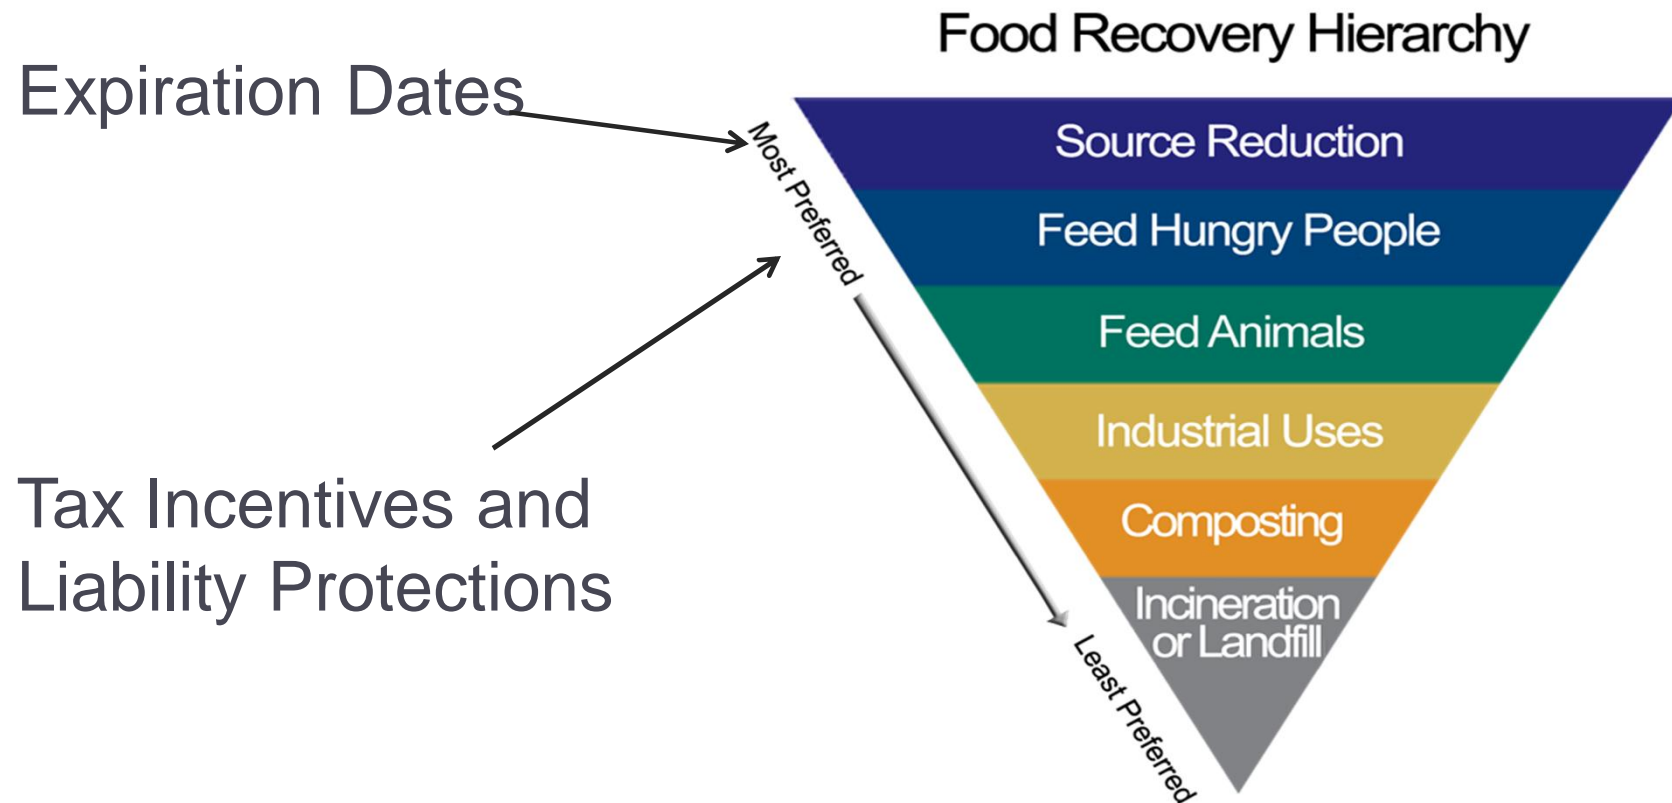 Food Recovery Hierarchy
Expiration Dates
Most Preferred
Source Reduction
Feed Hungry People
Feed Animals
Industrial Uses
Composting
Incineration
or Landfill
Least Preferred
Tax Incentives and
Liability Protections